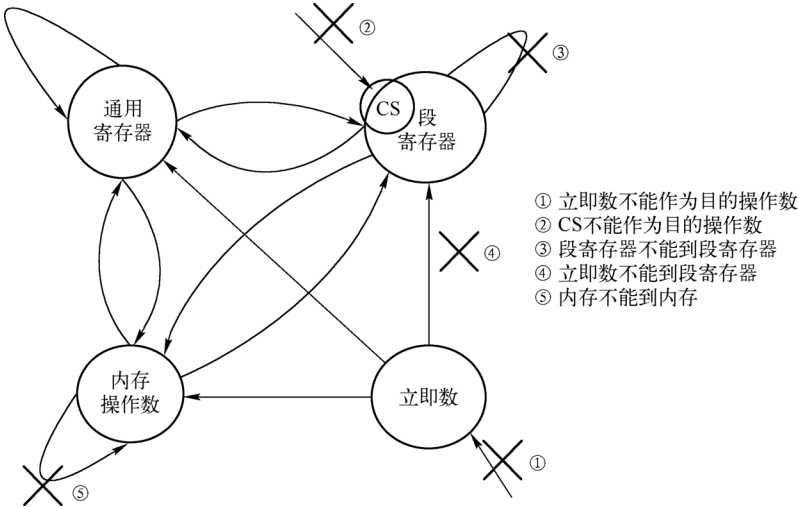 ②
③
通用
寄存器
CS
段
寄存器
④
① 立即数不能作为目的操作数
② CS不能作为目的操作数
③ 段寄存器不能到段寄存器
④ 立即数不能到段寄存器
⑤ 内存不能到内存
内存
操作数
立即数
①
⑤